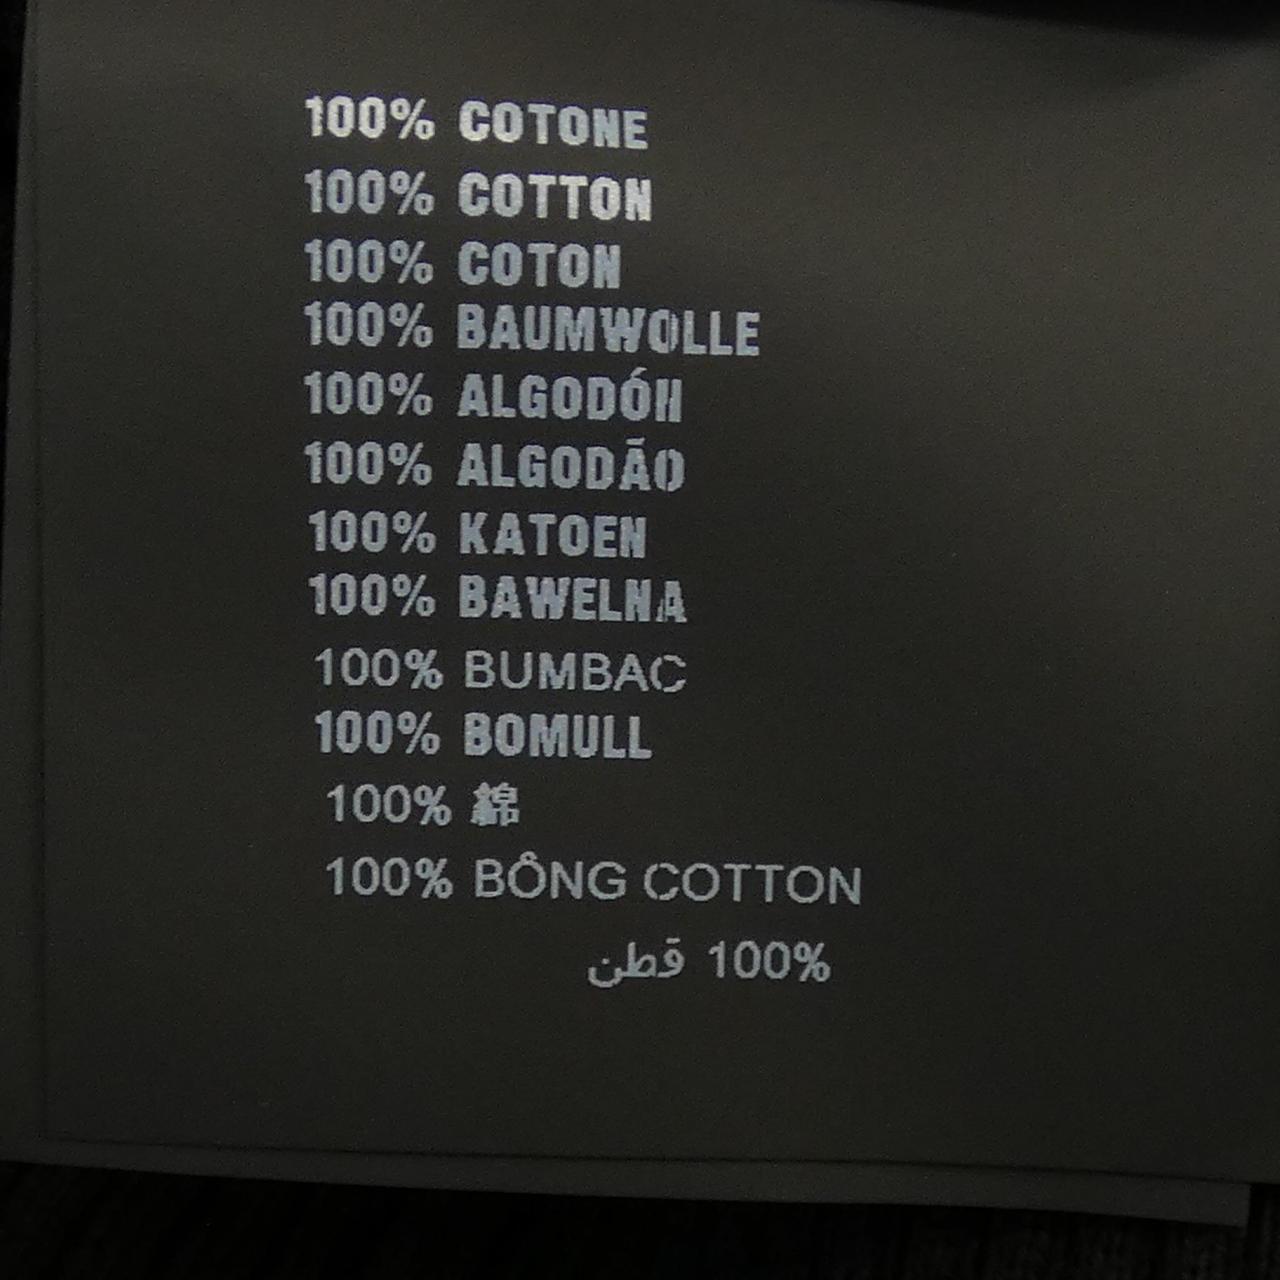 100% COTONE
100% COTTON
100% COTON
100% BAUMWOLLE
100% ALGODÓN
100% ALGODÃO
100% KATOEN
100% BAWELNA
100% BUMBAC
100% BOMULL
100% 綿
100% BÔNG COTTON
100% قطن